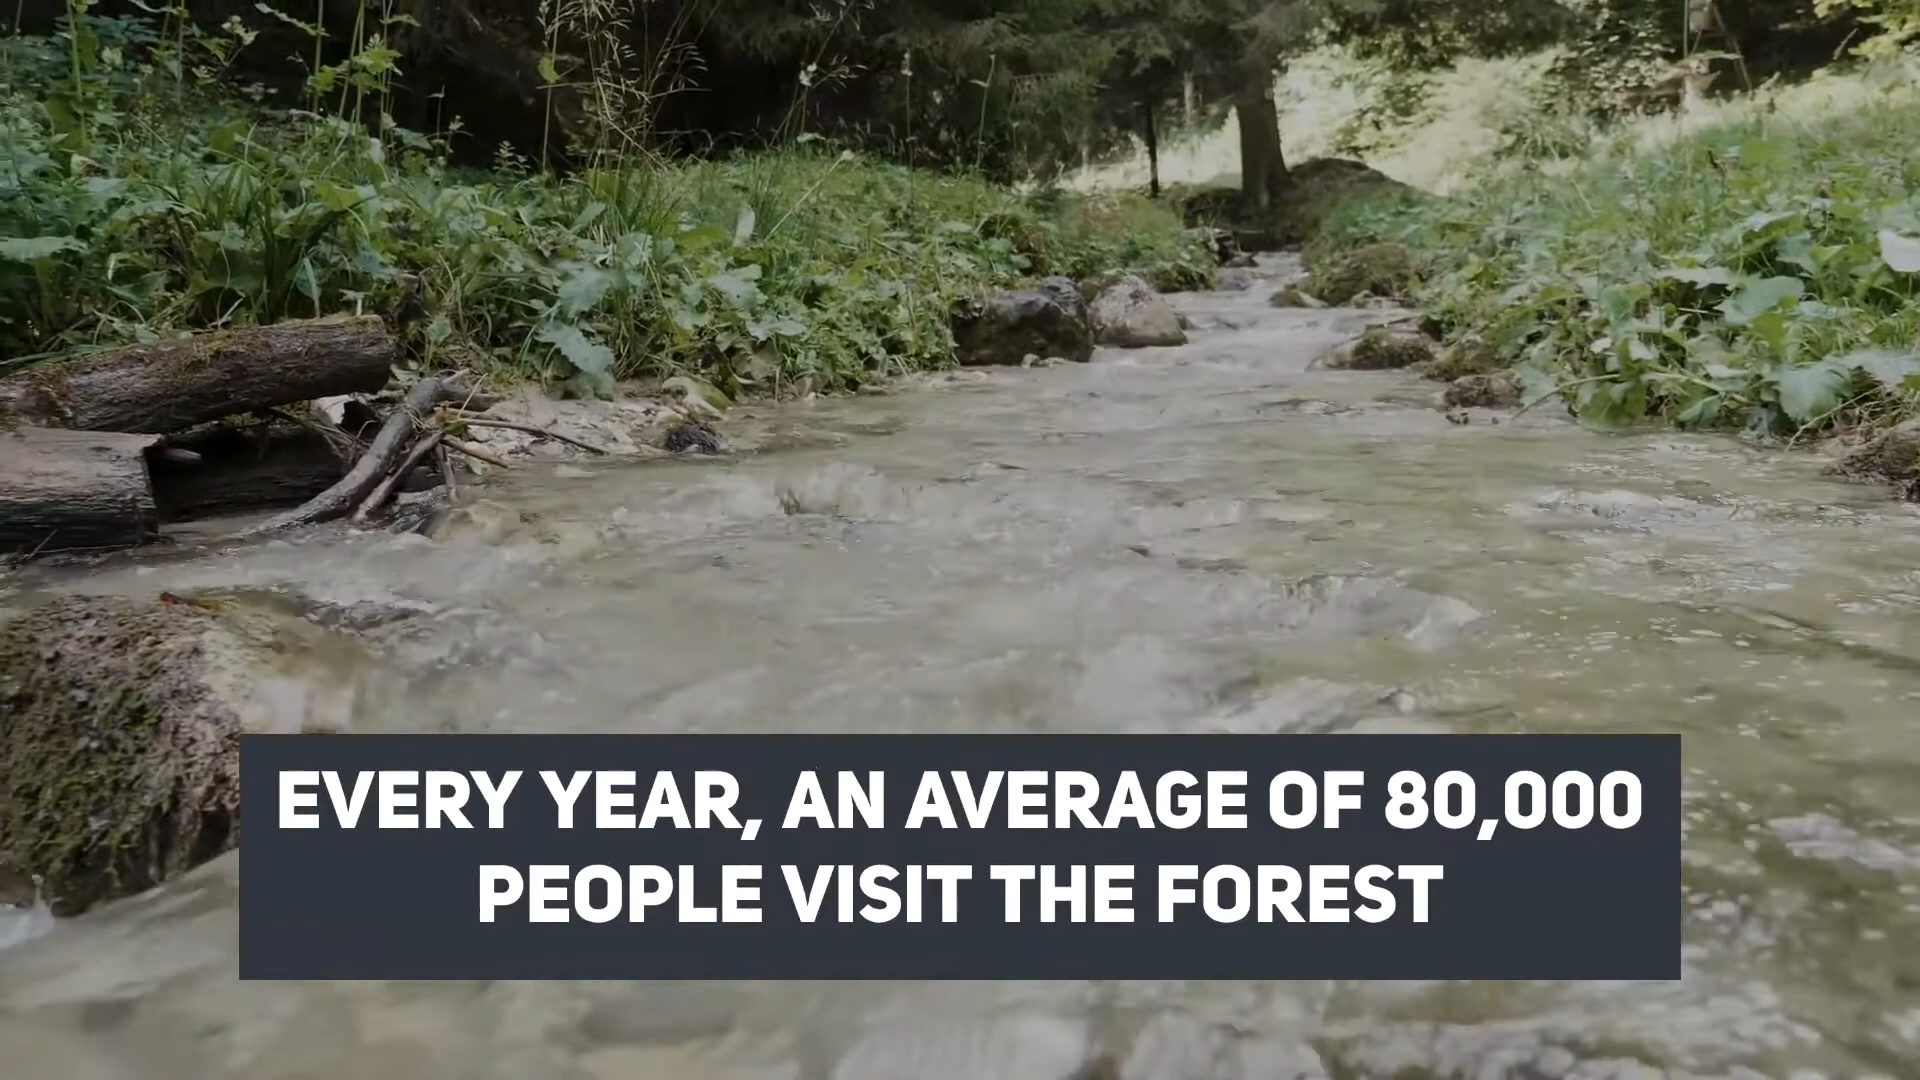 EVERY YEAR, AN AVERAGE OF 80,000
PEOPLE VISIT THE FOREST